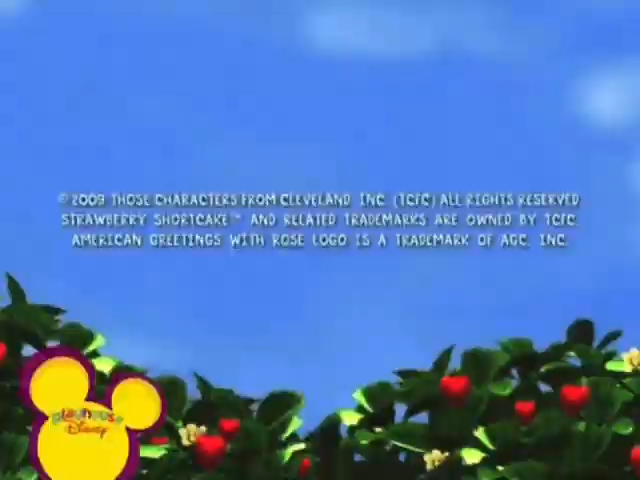 © 2009 THOSE CHARACTERS FROM CLEVELAND, INC. (TCFC) ALL RIGHTS RESERVED
STRAWBERRY SHORTCAKE™ AND RELATED TRADEMARKS ARE OWNED BY TCFC.
AMERICAN GREETINGS WITH ROSE LOGO IS A TRADEMARK OF AGC, INC.
playhouse
Disney